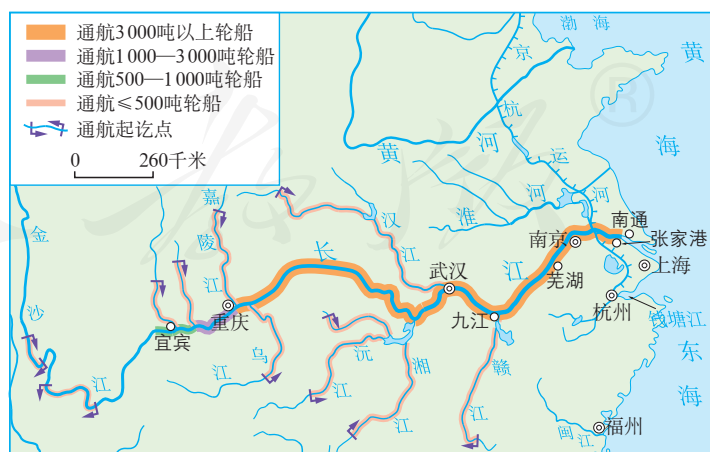 通航3 000吨以上轮船
通航1 000—3 000吨轮船
通航500—1 000吨轮船
通航≤500吨轮船
通航起讫点
0 260千米
渤海
黄海
京杭运河
黄河
淮河
嘉陵江
汉江
金沙江
长江
南通
张家港
南京
上海
武汉
芜湖
杭州
九江
重庆
宜宾
钱塘江
乌江
沅江
湘江
赣江
东海
闽江
福州